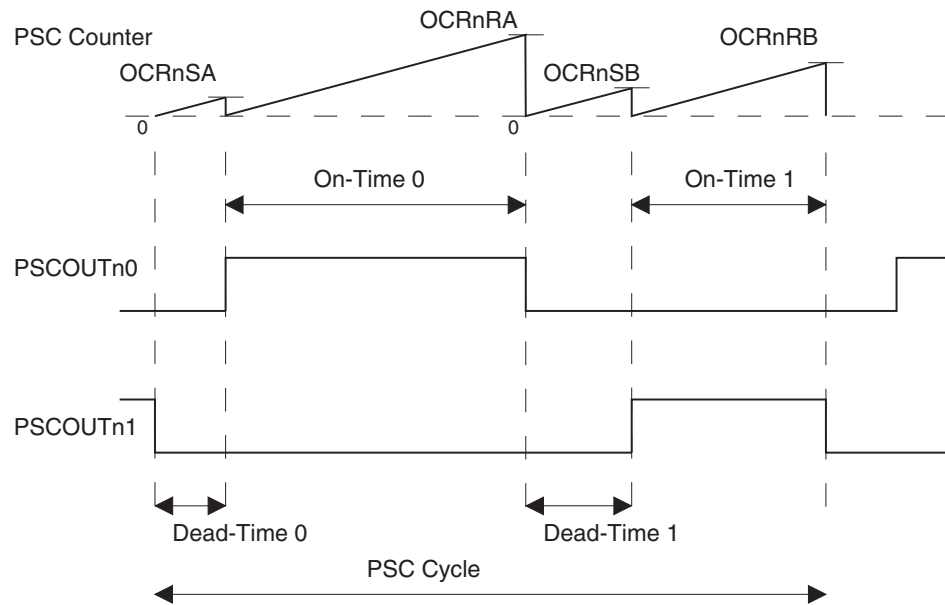 OCRnRA
PSC Counter
OCRnRB
OCRnSA
OCRnSB
0
0
On-Time 0
On-Time 1
PSCOUTn0
PSCOUTn1
Dead-Time 0
Dead-Time 1
PSC Cycle